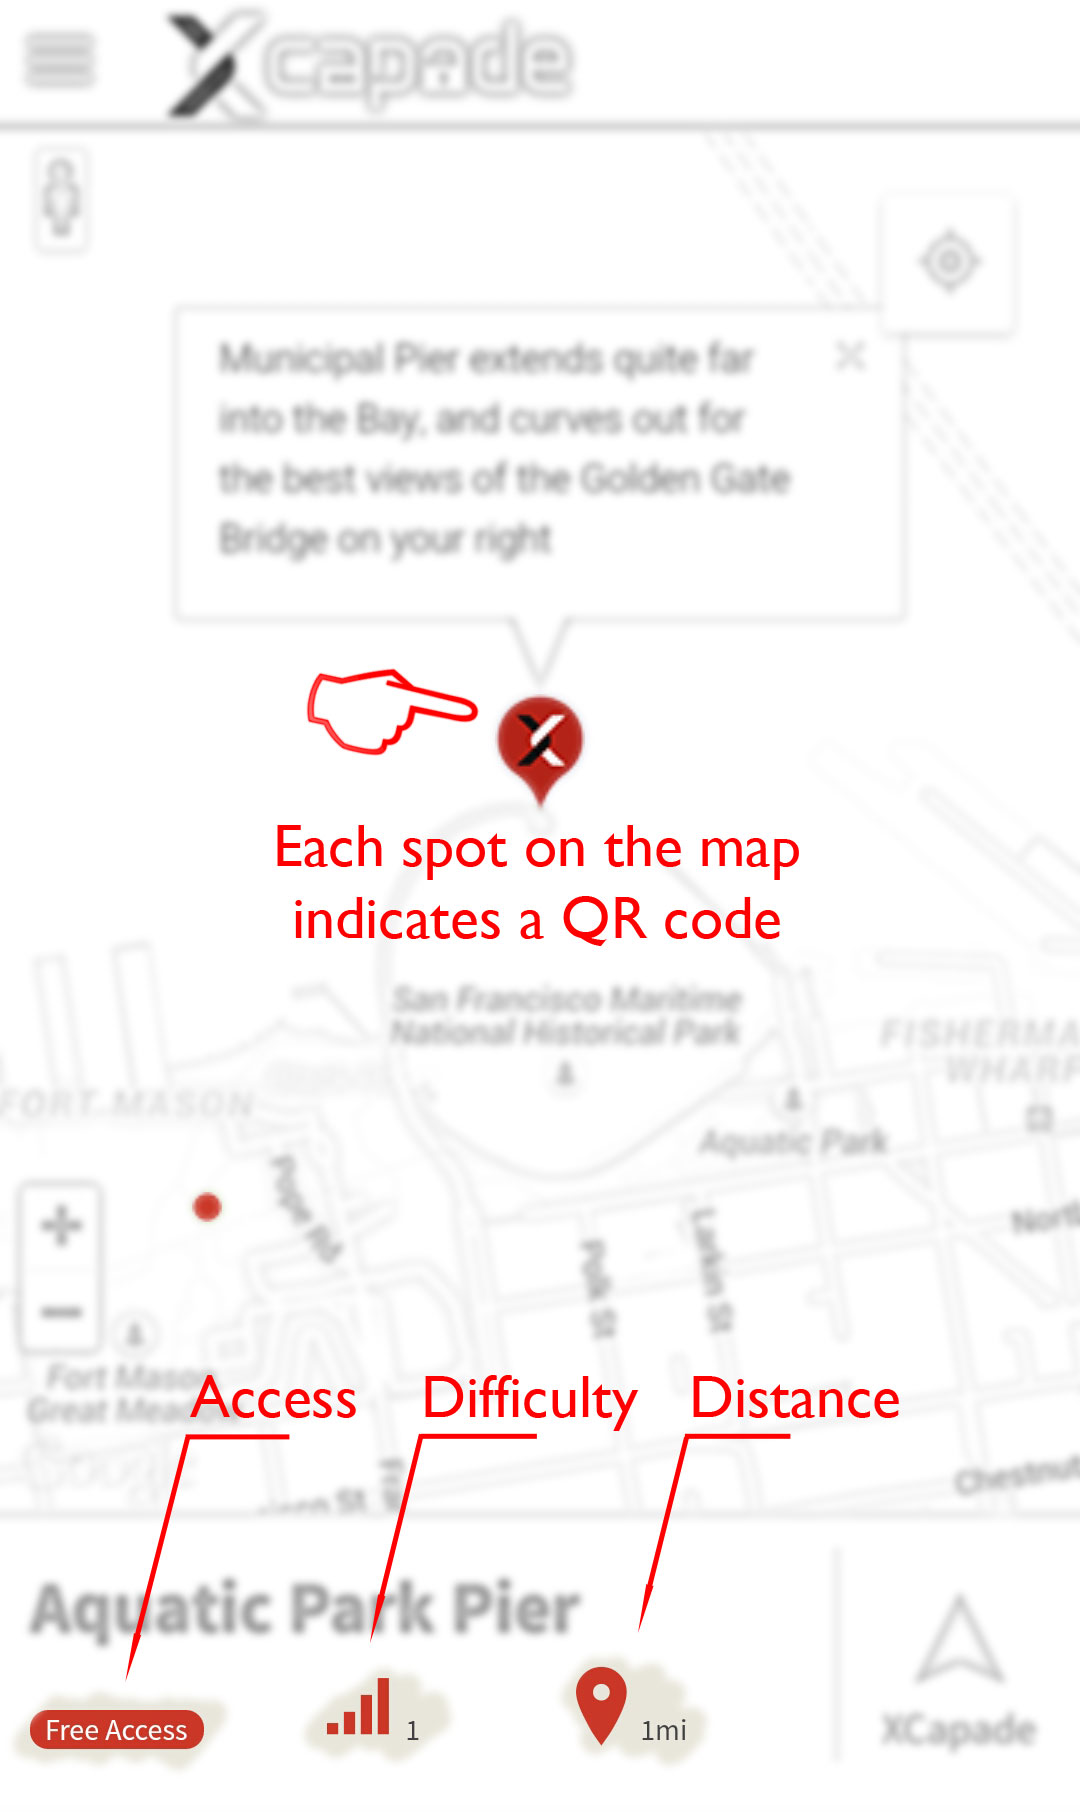 Xcapade
Municipal Pier extends quite far
into the Bay, and curves out for
the best views of the Golden Gate
Bridge on your right
Each spot on the map
indicates a QR code
San Francisco Maritime
National Historical Park
FISHERMA
WHARF
FORT MASON
Aquatic Park
Pope Rd
North
Polk St
Larkin St
Fort Mason
Great Meadow
Access
Difficulty
Distance
Chestnut
Aquatic Park Pier
Free Access
1
1mi
XCapade